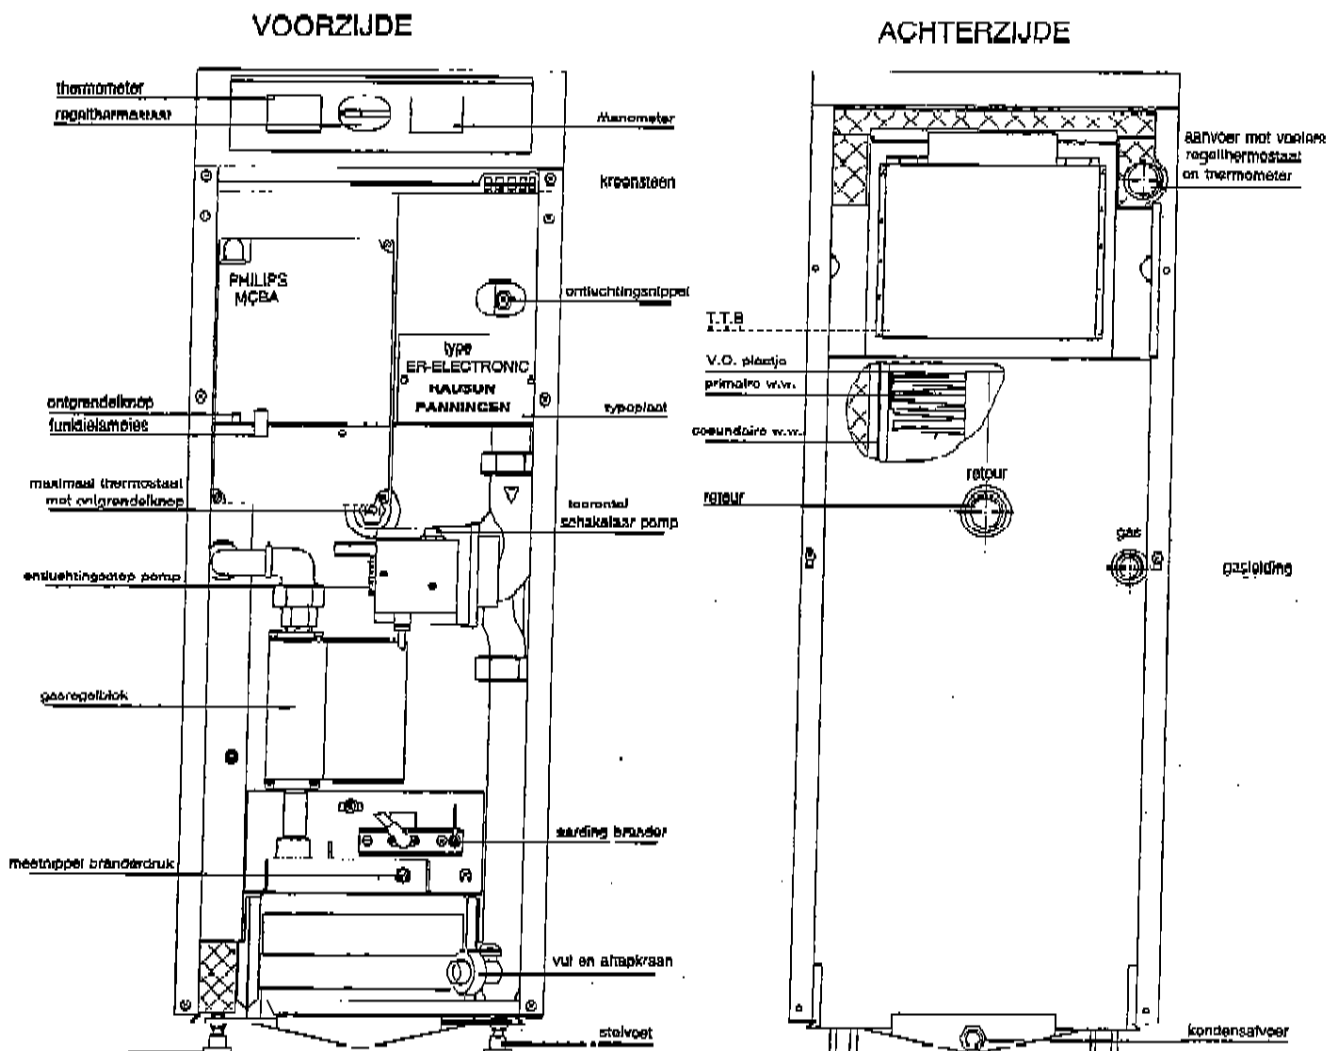 VOORZIJDE
thermometer
regelthermostaat
Manometer
kroonsteen
PHILIPS
MCBA
ontluchtingsnippel
type
ER-ELECTRONIC
HAUSUN
PANNINGEN
typeplaat
ontgrendelknop
funktielampjes
maximaal thermostaat
met ontgrendelknop
toerental
schakelaar pomp
ontluchtingsstop pomp
gasregelblok
aarding brander
meetnippel branderdruk
vul en aftapkraan
stelvoet
ACHTERZIJDE
aanvoer met voelers
regelthermostaat
en thermometer
T.T.B
V.O. plaatje
primaire w.w.
secundaire w.w.
retour
retour
gas
gasleiding
kondensafvoer